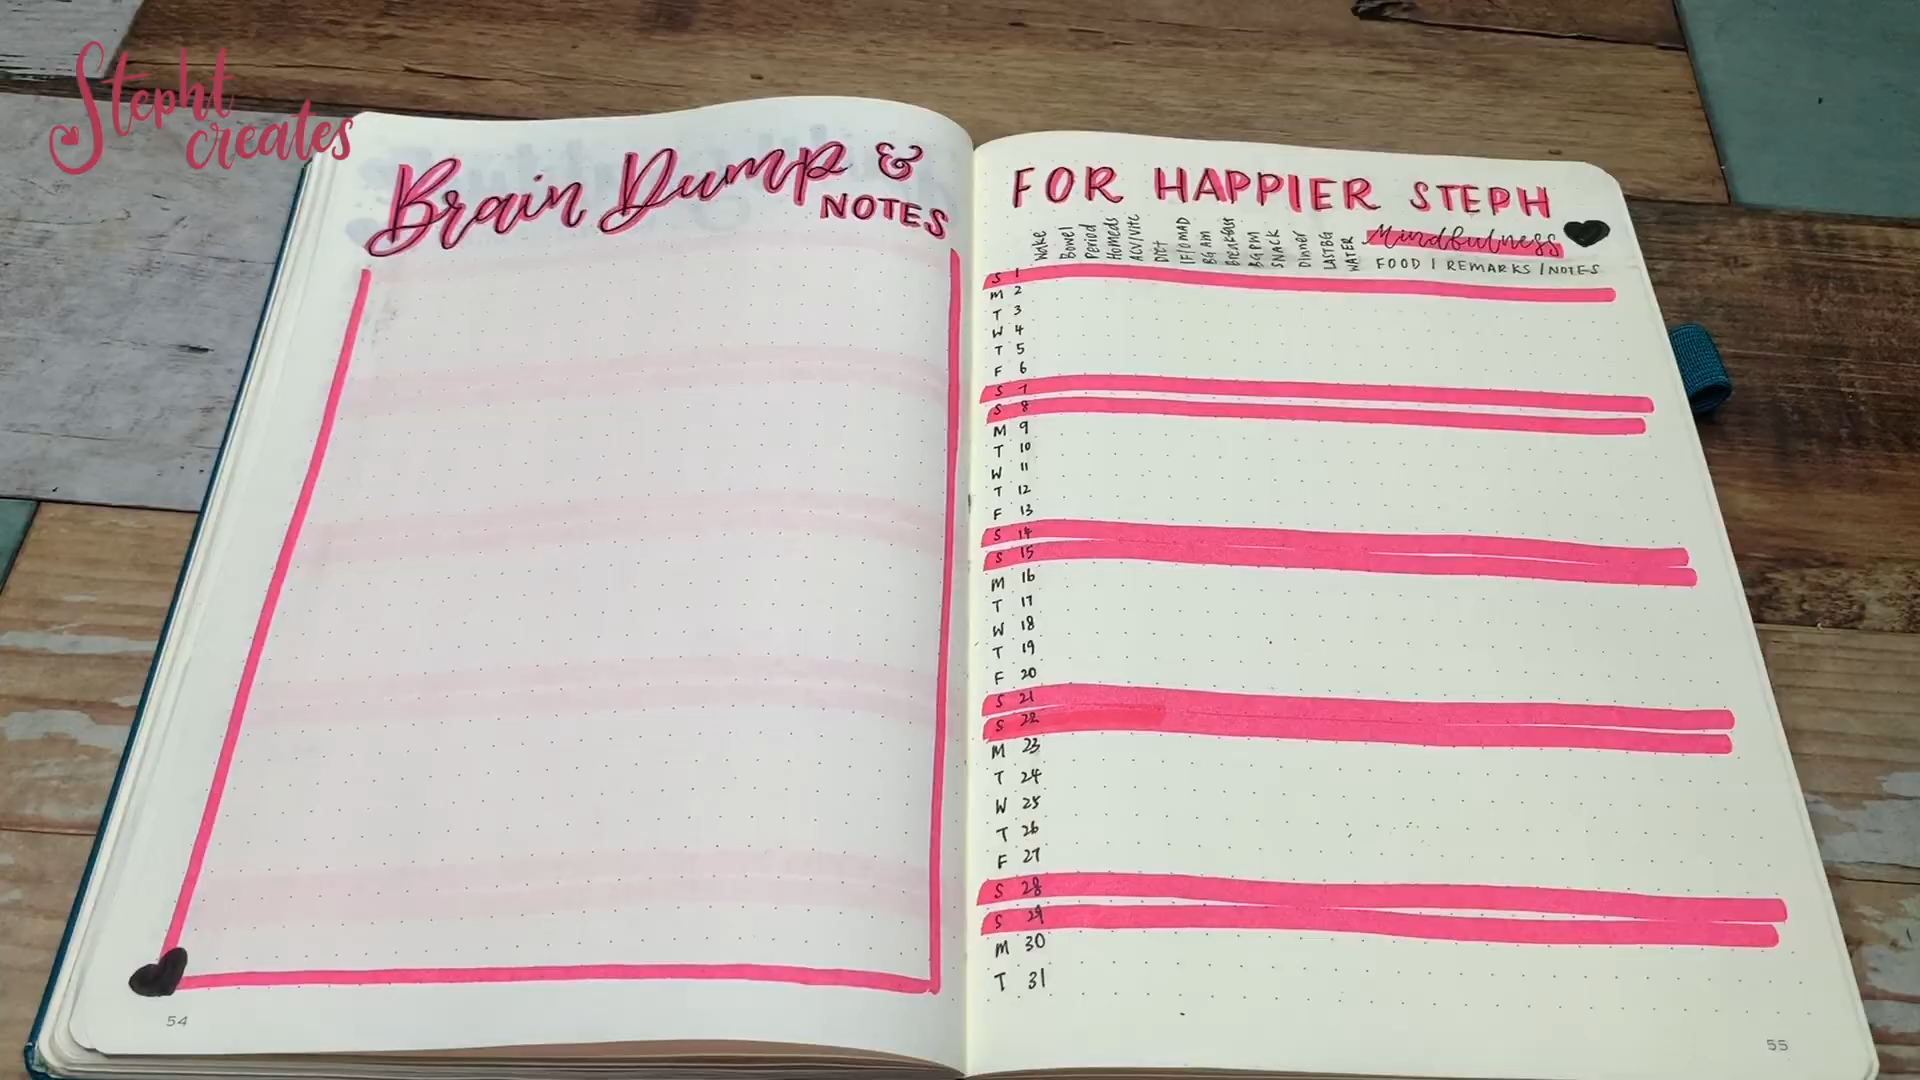 Stepht
creates
Brain Dump &
NOTES
54
FOR HAPPIER STEPH
Mindfulness
Wake Bowel Period Homeds ACV/VitC Diet IF/OMAD BG AM Breakfast BG PM SNACK Dinner LAST BG WATER
FOOD | REMARKS | NOTES
S 1
M 2
T 3
W 4
T 5
F 6
S 7
S 8
M 9
T 10
W 11
T 12
F 13
S 14
S 15
M 16
T 17
W 18
T 19
F 20
S 21
S 22
M 23
T 24
W 25
T 26
F 27
S 28
S 29
M 30
T 31
55